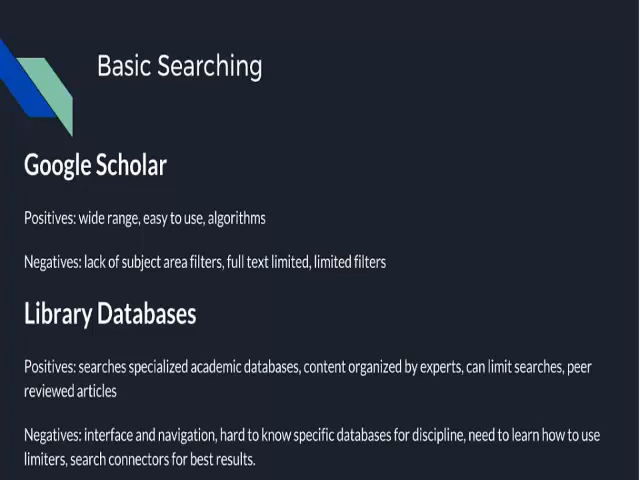 Basic Searching
Google Scholar
Positives: wide range, easy to use, algorithms
Negatives: lack of subject area filters, full text limited, limited filters
Library Databases
Positives: searches specialized academic databases, content organized by experts, can limit searches, peer
reviewed articles
Negatives: interface and navigation, hard to know specific databases for discipline, need to learn how to use
limiters, search connectors for best results.